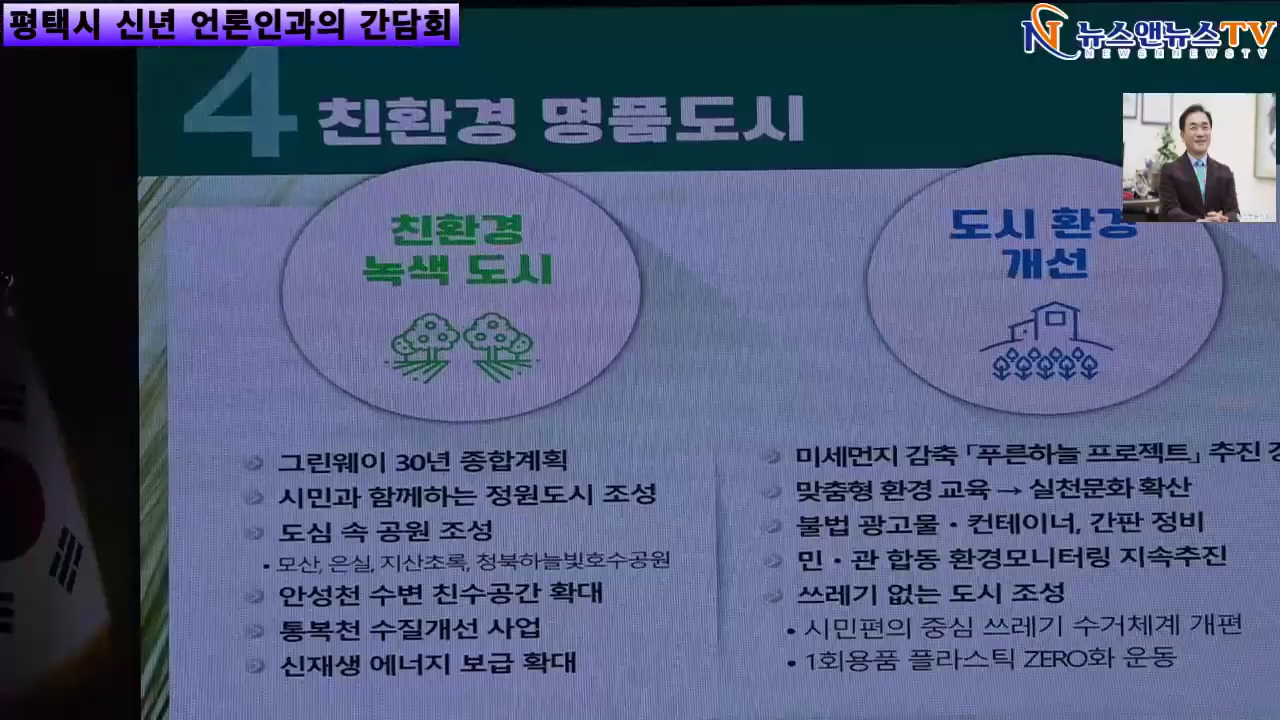 평택시 신년 언론인과의 간담회
뉴스앤뉴스TV
NEWSNNEWSTV
4 친환경 명품도시
친환경
녹색 도시
그린웨이 30년 종합계획
시민과 함께하는 정원도시 조성
도심 속 공원 조성
• 모산, 은실, 지산초록, 청북하늘빛호수공원
안성천 수변 친수공간 확대
통복천 수질개선 사업
신재생 에너지 보급 확대
도시 환경
개선
미세먼지 감축 「푸른하늘 프로젝트」 추진
맞춤형 환경 교육 → 실천문화 확산
불법 광고물 · 컨테이너, 간판 정비
민 · 관 합동 환경모니터링 지속추진
쓰레기 없는 도시 조성
• 시민편의 중심 쓰레기 수거체계 개편
• 1회용품 플라스틱 ZERO화 운동